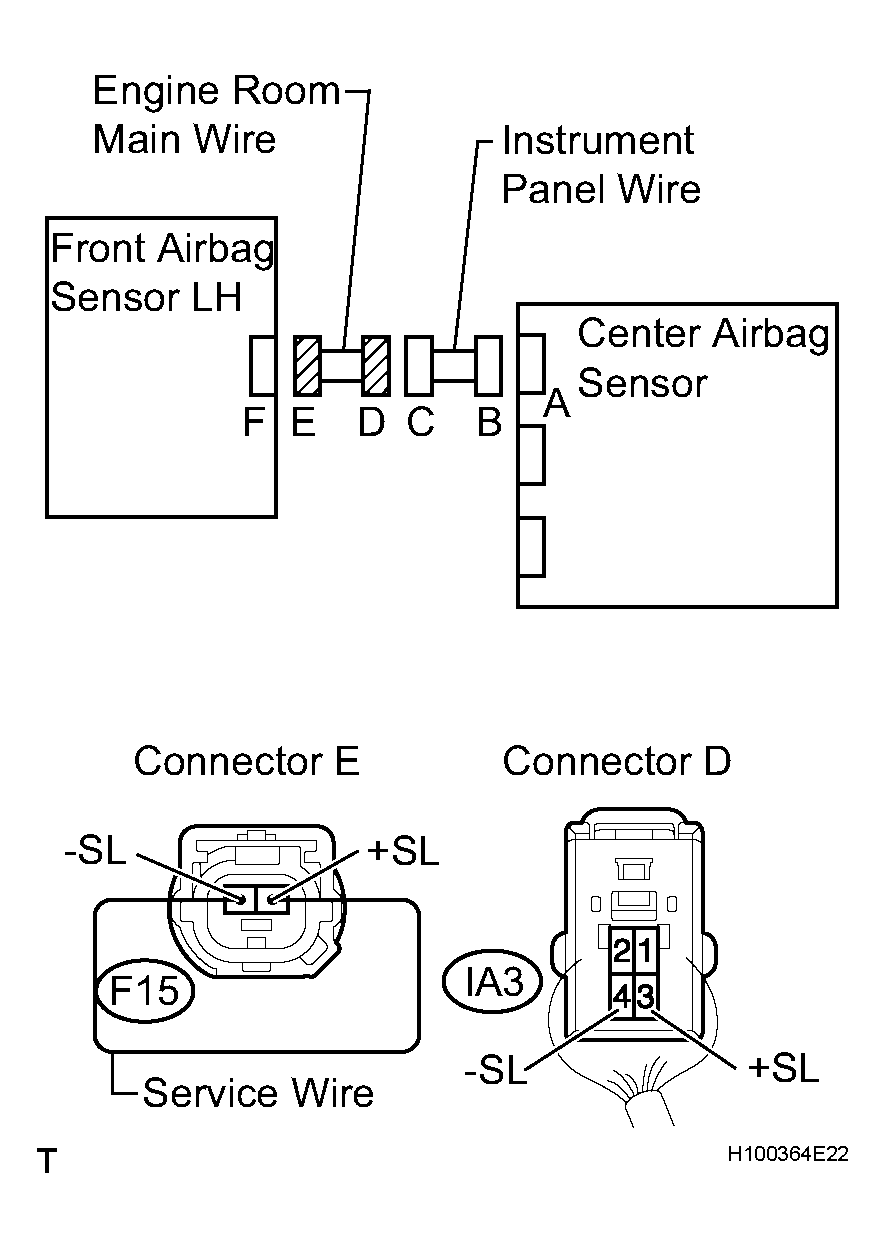 Engine Room
Main Wire
Instrument
Panel Wire
Front Airbag
Sensor LH
Center Airbag
Sensor
A
F E D C B
Connector E
Connector D
-SL
+SL
F15
IA3
2 1
4 3
-SL
+SL
Service Wire
T
H100364E22